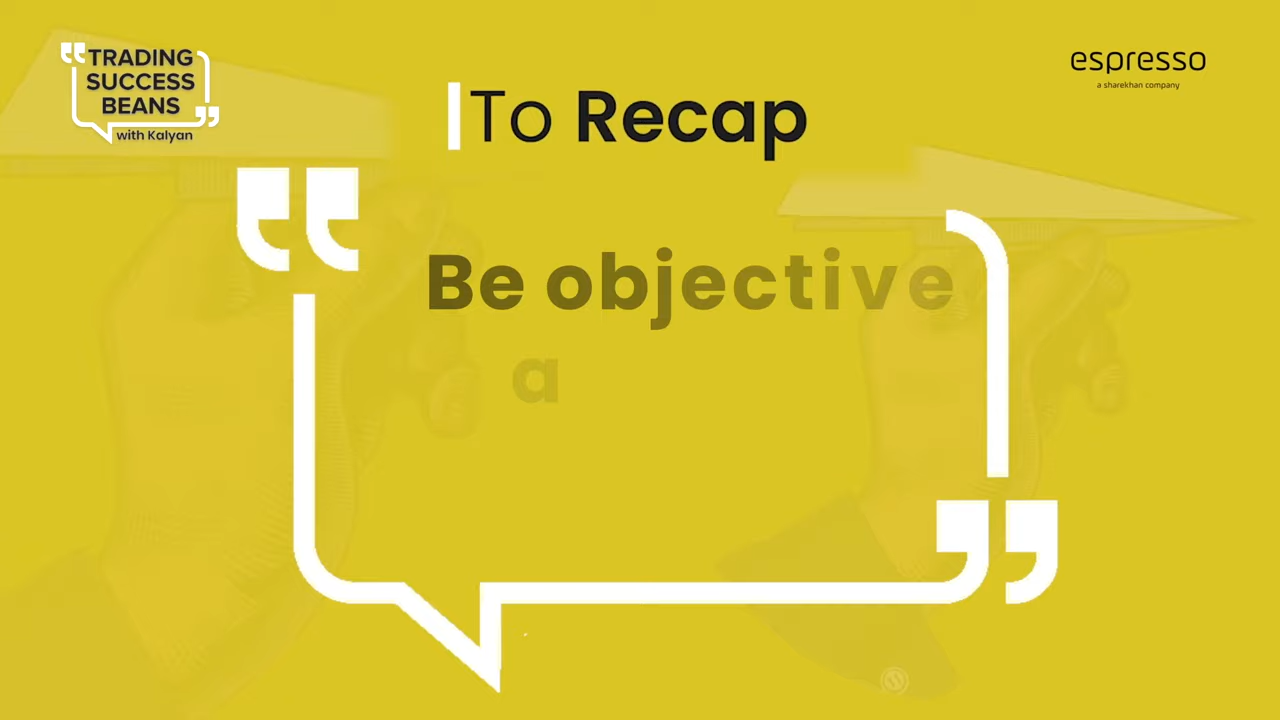 TRADING
SUCCESS
BEANS
with Kalyan
espresso
a sharekhan company
To Recap
Be objective
a